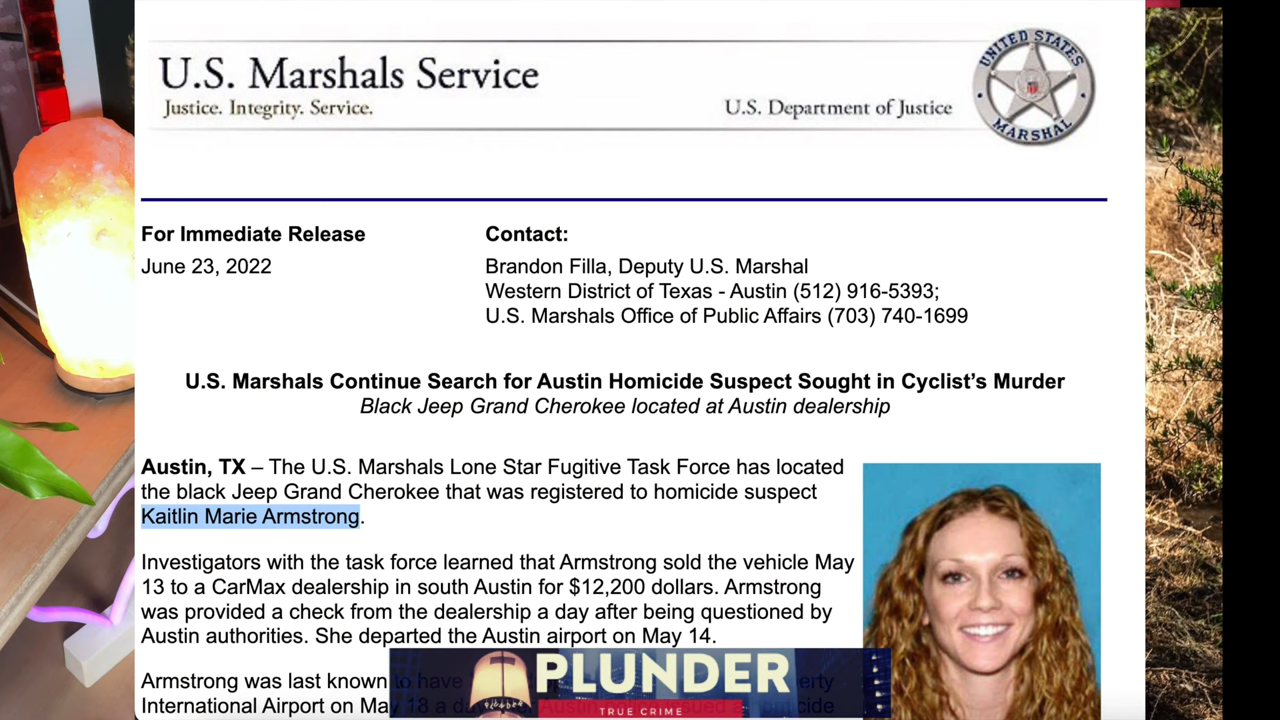 U.S. Marshals Service
Justice. Integrity. Service.
U.S. Department of Justice
UNITED STATES
MARSHAL
For Immediate Release
June 23, 2022
Contact:
Brandon Filla, Deputy U.S. Marshal
Western District of Texas - Austin (512) 916-5393;
U.S. Marshals Office of Public Affairs (703) 740-1699
U.S. Marshals Continue Search for Austin Homicide Suspect Sought in Cyclist's Murder
Black Jeep Grand Cherokee located at Austin dealership
Austin, TX – The U.S. Marshals Lone Star Fugitive Task Force has located
the black Jeep Grand Cherokee that was registered to homicide suspect
Kaitlin Marie Armstrong.
Investigators with the task force learned that Armstrong sold the vehicle May
13 to a CarMax dealership in south Austin for $12,200 dollars. Armstrong
was provided a check from the dealership a day after being questioned by
Austin authorities. She departed the Austin airport on May 14.
Armstrong was last known to have
International Airport on May 18 a
PLUNDER
TRUE CRIME